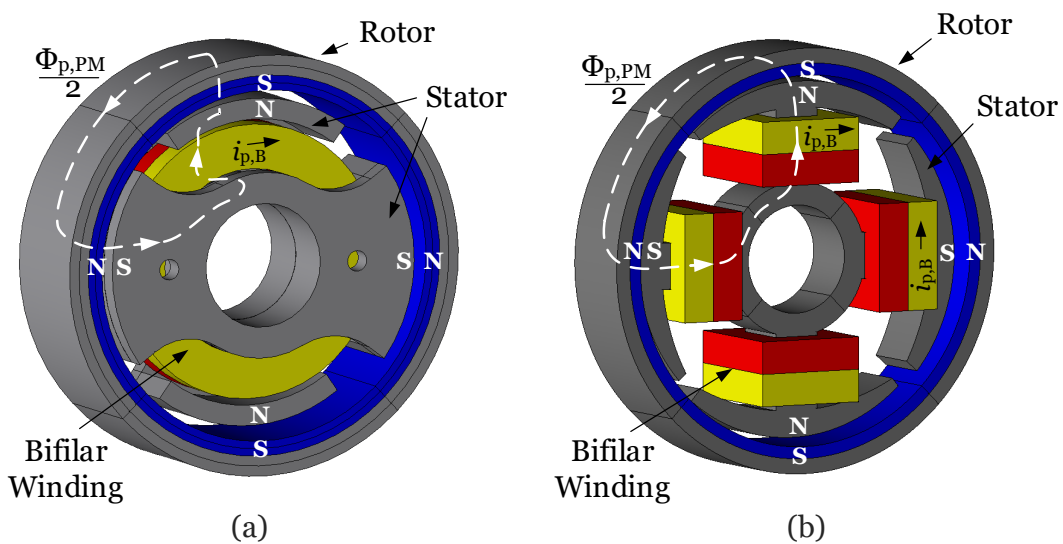 Rotor
Φp,PM
2
S
N
Stator
ip,B
N S
S N
N
S
Bifilar
Winding
(a)
Rotor
Φp,PM
2
S
N
Stator
ip,B
N S
ip,B
S N
N
S
Bifilar
Winding
(b)